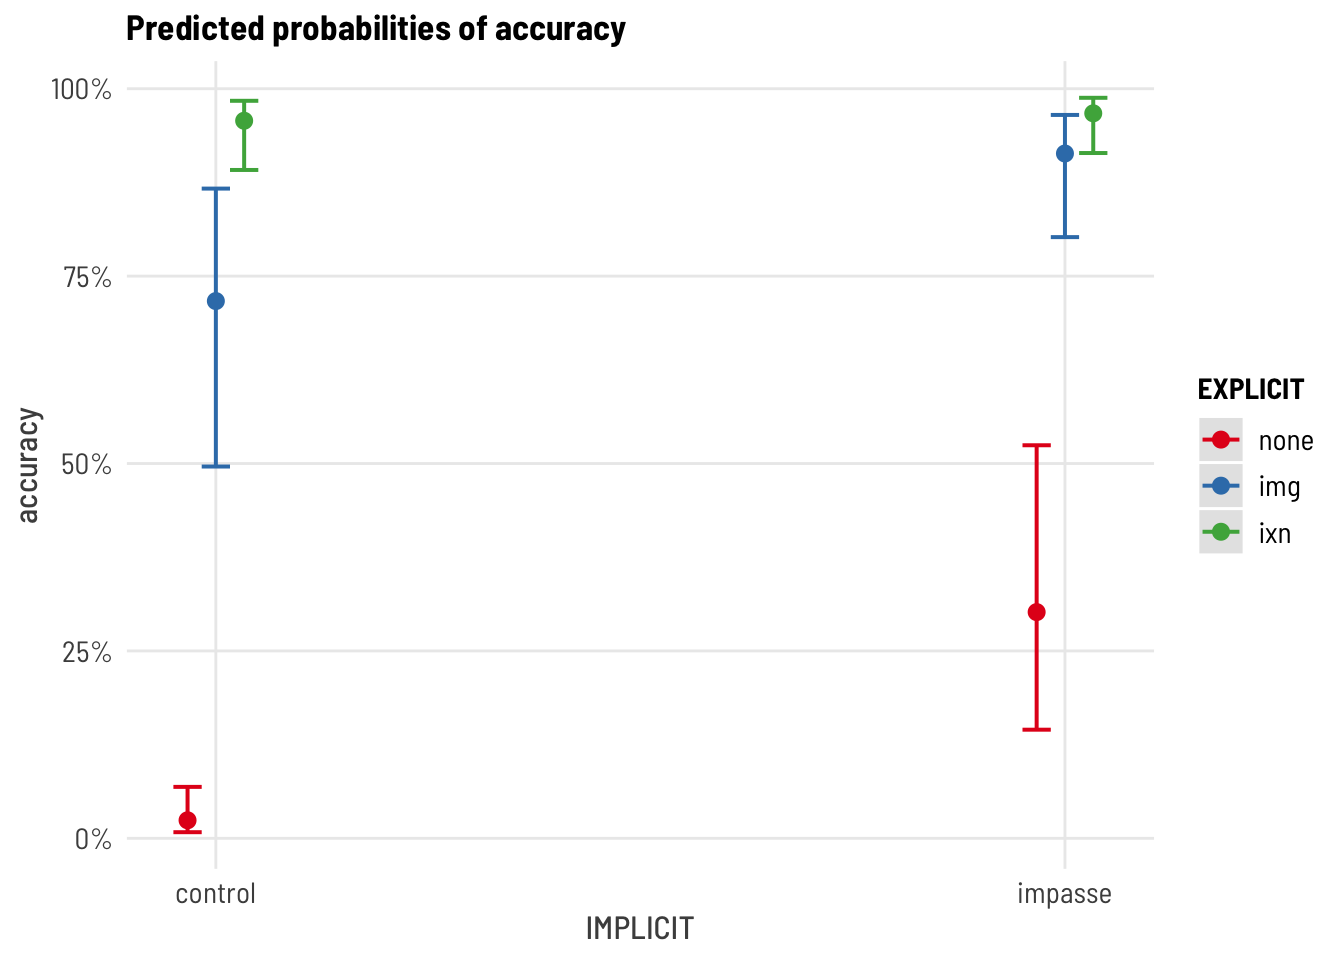 Predicted probabilities of accuracy
100%
75%
50%
25%
0%
accuracy
control
impasse
IMPLICIT
EXPLICIT
none
img
ixn